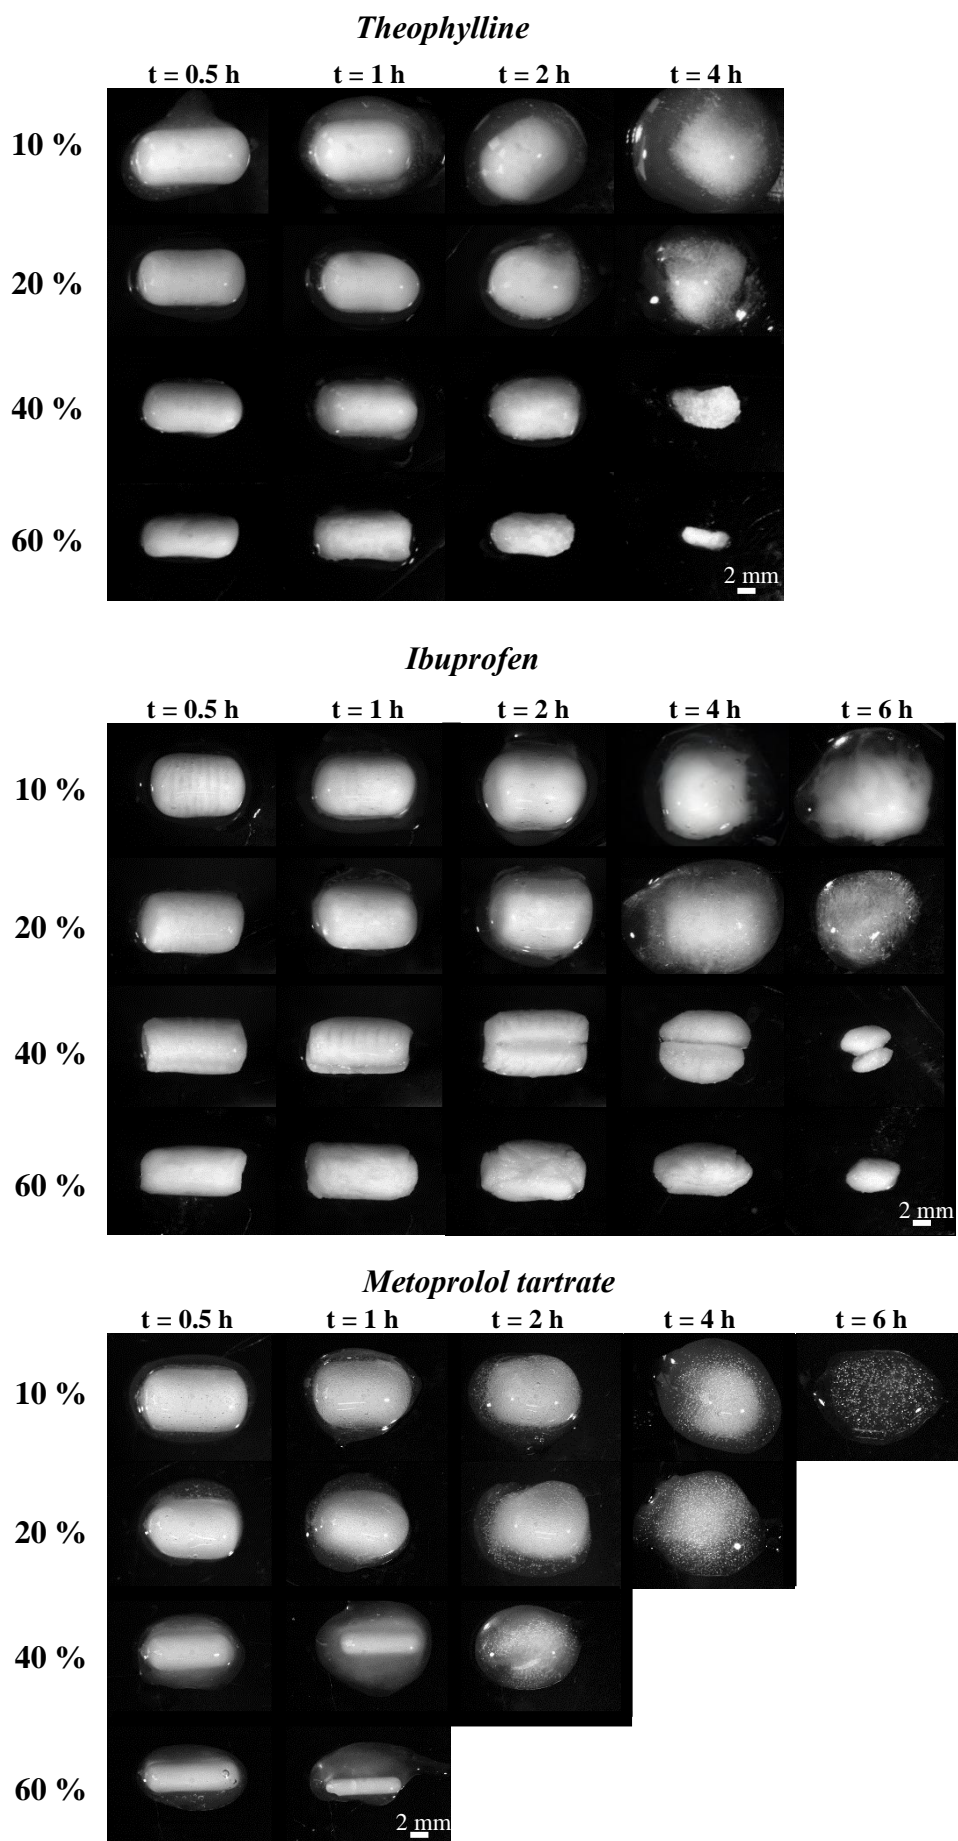 Theophylline
t = 0.5 h t = 1 h t = 2 h t = 4 h
10 %
20 %
40 %
60 %
2 mm
Ibuprofen
t = 0.5 h t = 1 h t = 2 h t = 4 h t = 6 h
10 %
20 %
40 %
60 %
2 mm
Metoprolol tartrate
t = 0.5 h t = 1 h t = 2 h t = 4 h t = 6 h
10 %
20 %
40 %
60 %
2 mm